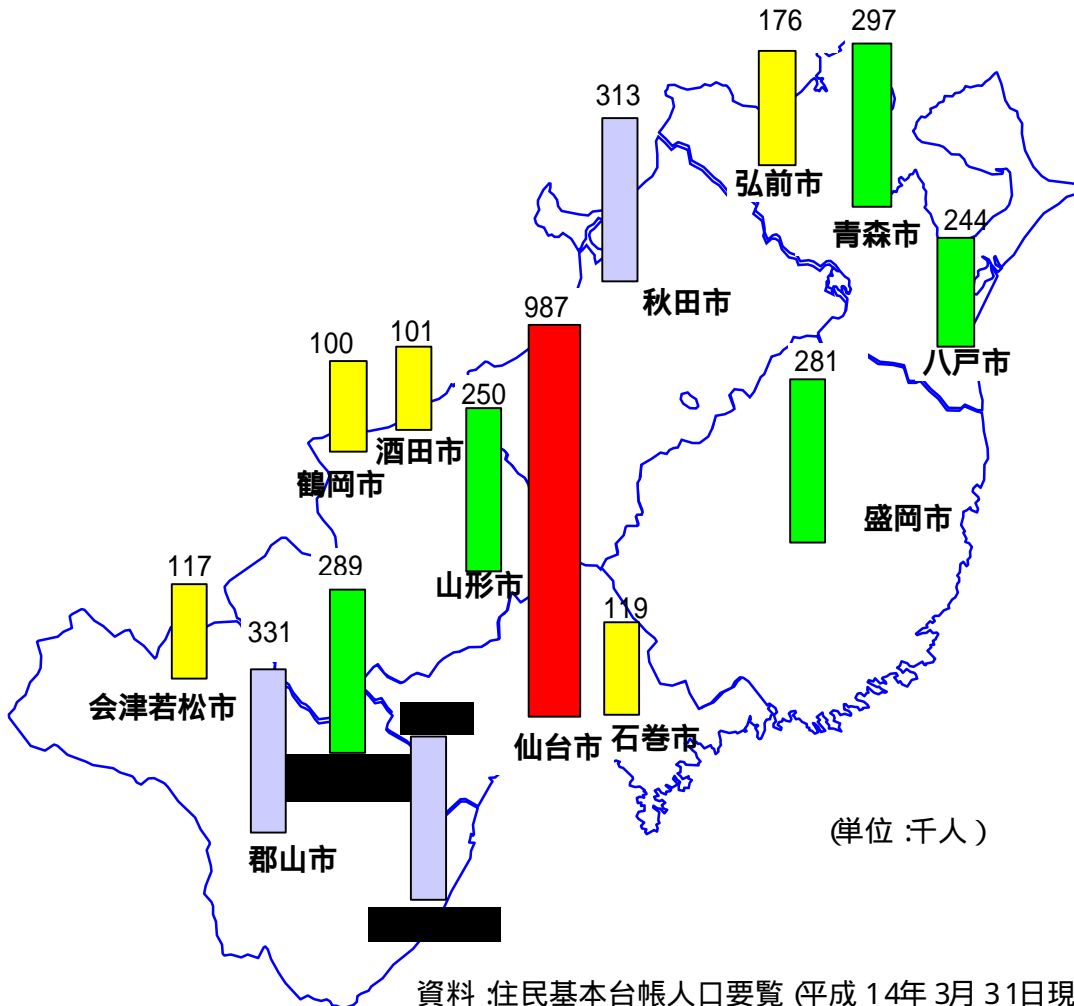 176
297
313
弘前市
青森市
244
秋田市
987
八戸市
100
101
281
250
酒田市
鶴岡市
盛岡市
117
289
山形市
119
331
会津若松市
仙台市
石巻市
(単位:千人)
郡山市
資料:住民基本台帳人口要覧(平成14年3月31日現